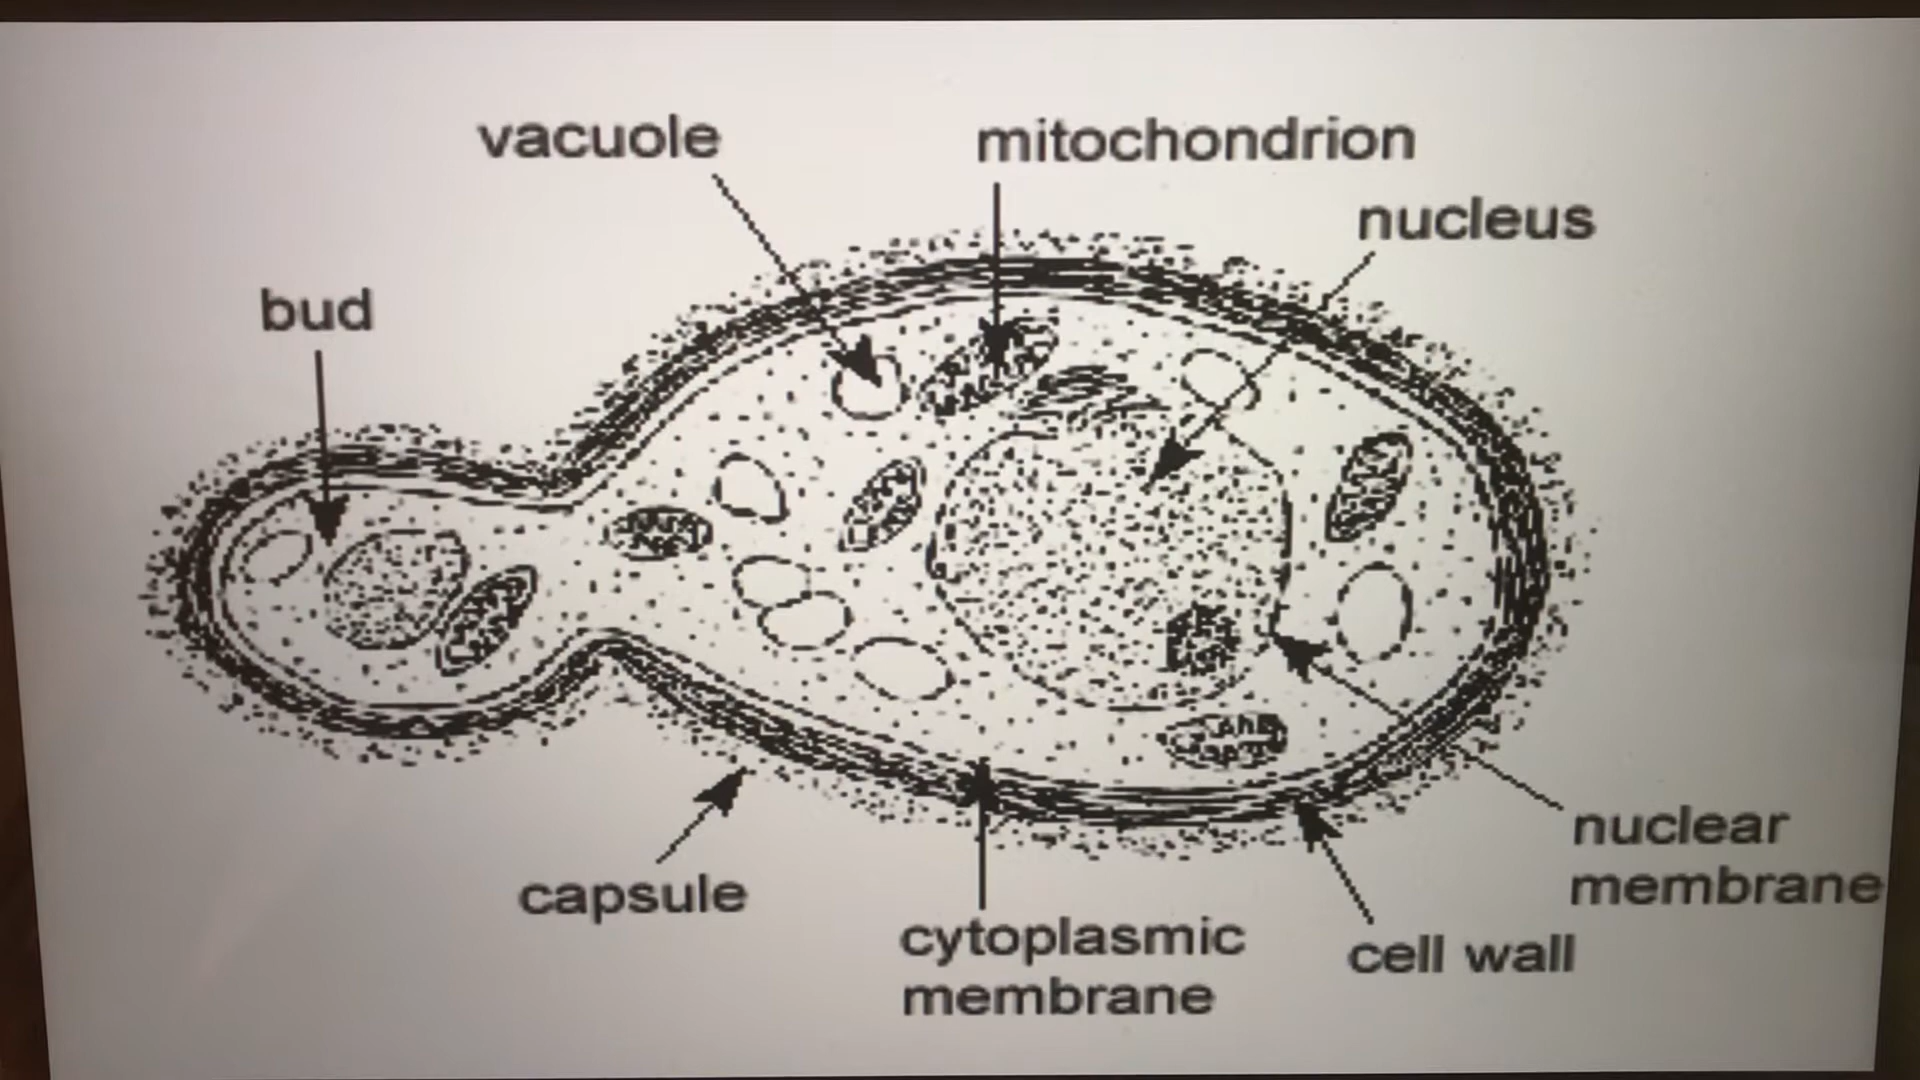 vacuole
mitochondrion
nucleus
bud
nuclear
membrane
capsule
cytoplasmic
membrane
cell wall